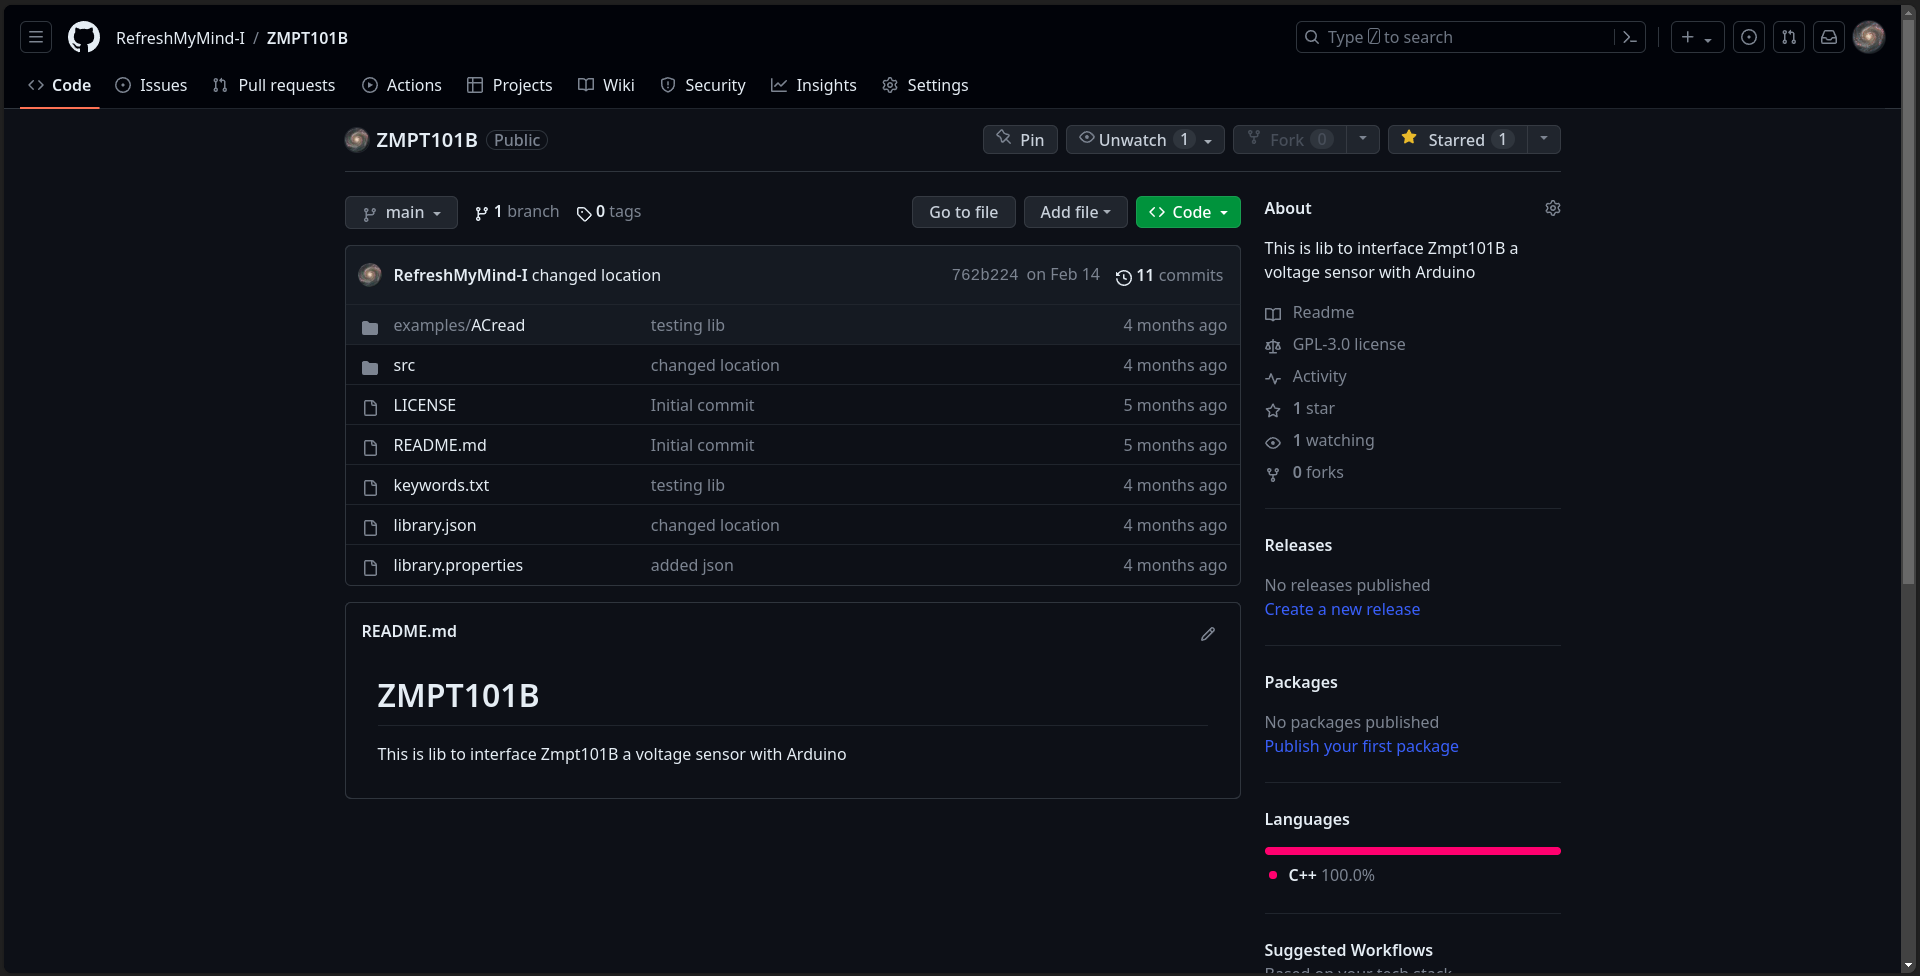 RefreshMyMind-I / ZMPT101B
Type / to search
Code Issues Pull requests Actions Projects Wiki Security Insights Settings
ZMPT101B Public
Pin Unwatch 1 Fork 0 Starred 1
main 1 branch 0 tags
Go to file Add file Code
RefreshMyMind-I changed location 762b224 on Feb 14 11 commits
examples/ACread testing lib 4 months ago
src changed location 4 months ago
LICENSE Initial commit 5 months ago
README.md Initial commit 5 months ago
keywords.txt testing lib 4 months ago
library.json changed location 4 months ago
library.properties added json 4 months ago
README.md
ZMPT101B
This is lib to interface Zmpt101B a voltage sensor with Arduino
About
This is lib to interface Zmpt101B a
voltage sensor with Arduino
Readme
GPL-3.0 license
Activity
1 star
1 watching
0 forks
Releases
No releases published
Create a new release
Packages
No packages published
Publish your first package
Languages
C++ 100.0%
Suggested Workflows
Based on your tech stack